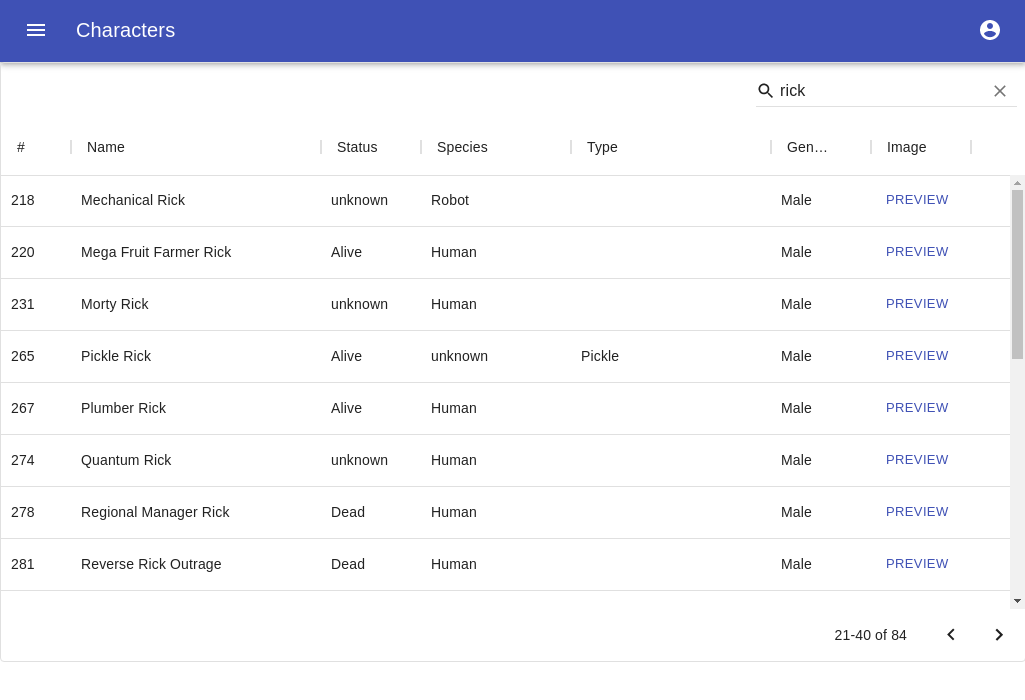 Characters
rick
# Name Status Species Type Gen… Image
218 Mechanical Rick unknown Robot Male PREVIEW
220 Mega Fruit Farmer Rick Alive Human Male PREVIEW
231 Morty Rick unknown Human Male PREVIEW
265 Pickle Rick Alive unknown Pickle Male PREVIEW
267 Plumber Rick Alive Human Male PREVIEW
274 Quantum Rick unknown Human Male PREVIEW
278 Regional Manager Rick Dead Human Male PREVIEW
281 Reverse Rick Outrage Dead Human Male PREVIEW
21-40 of 84